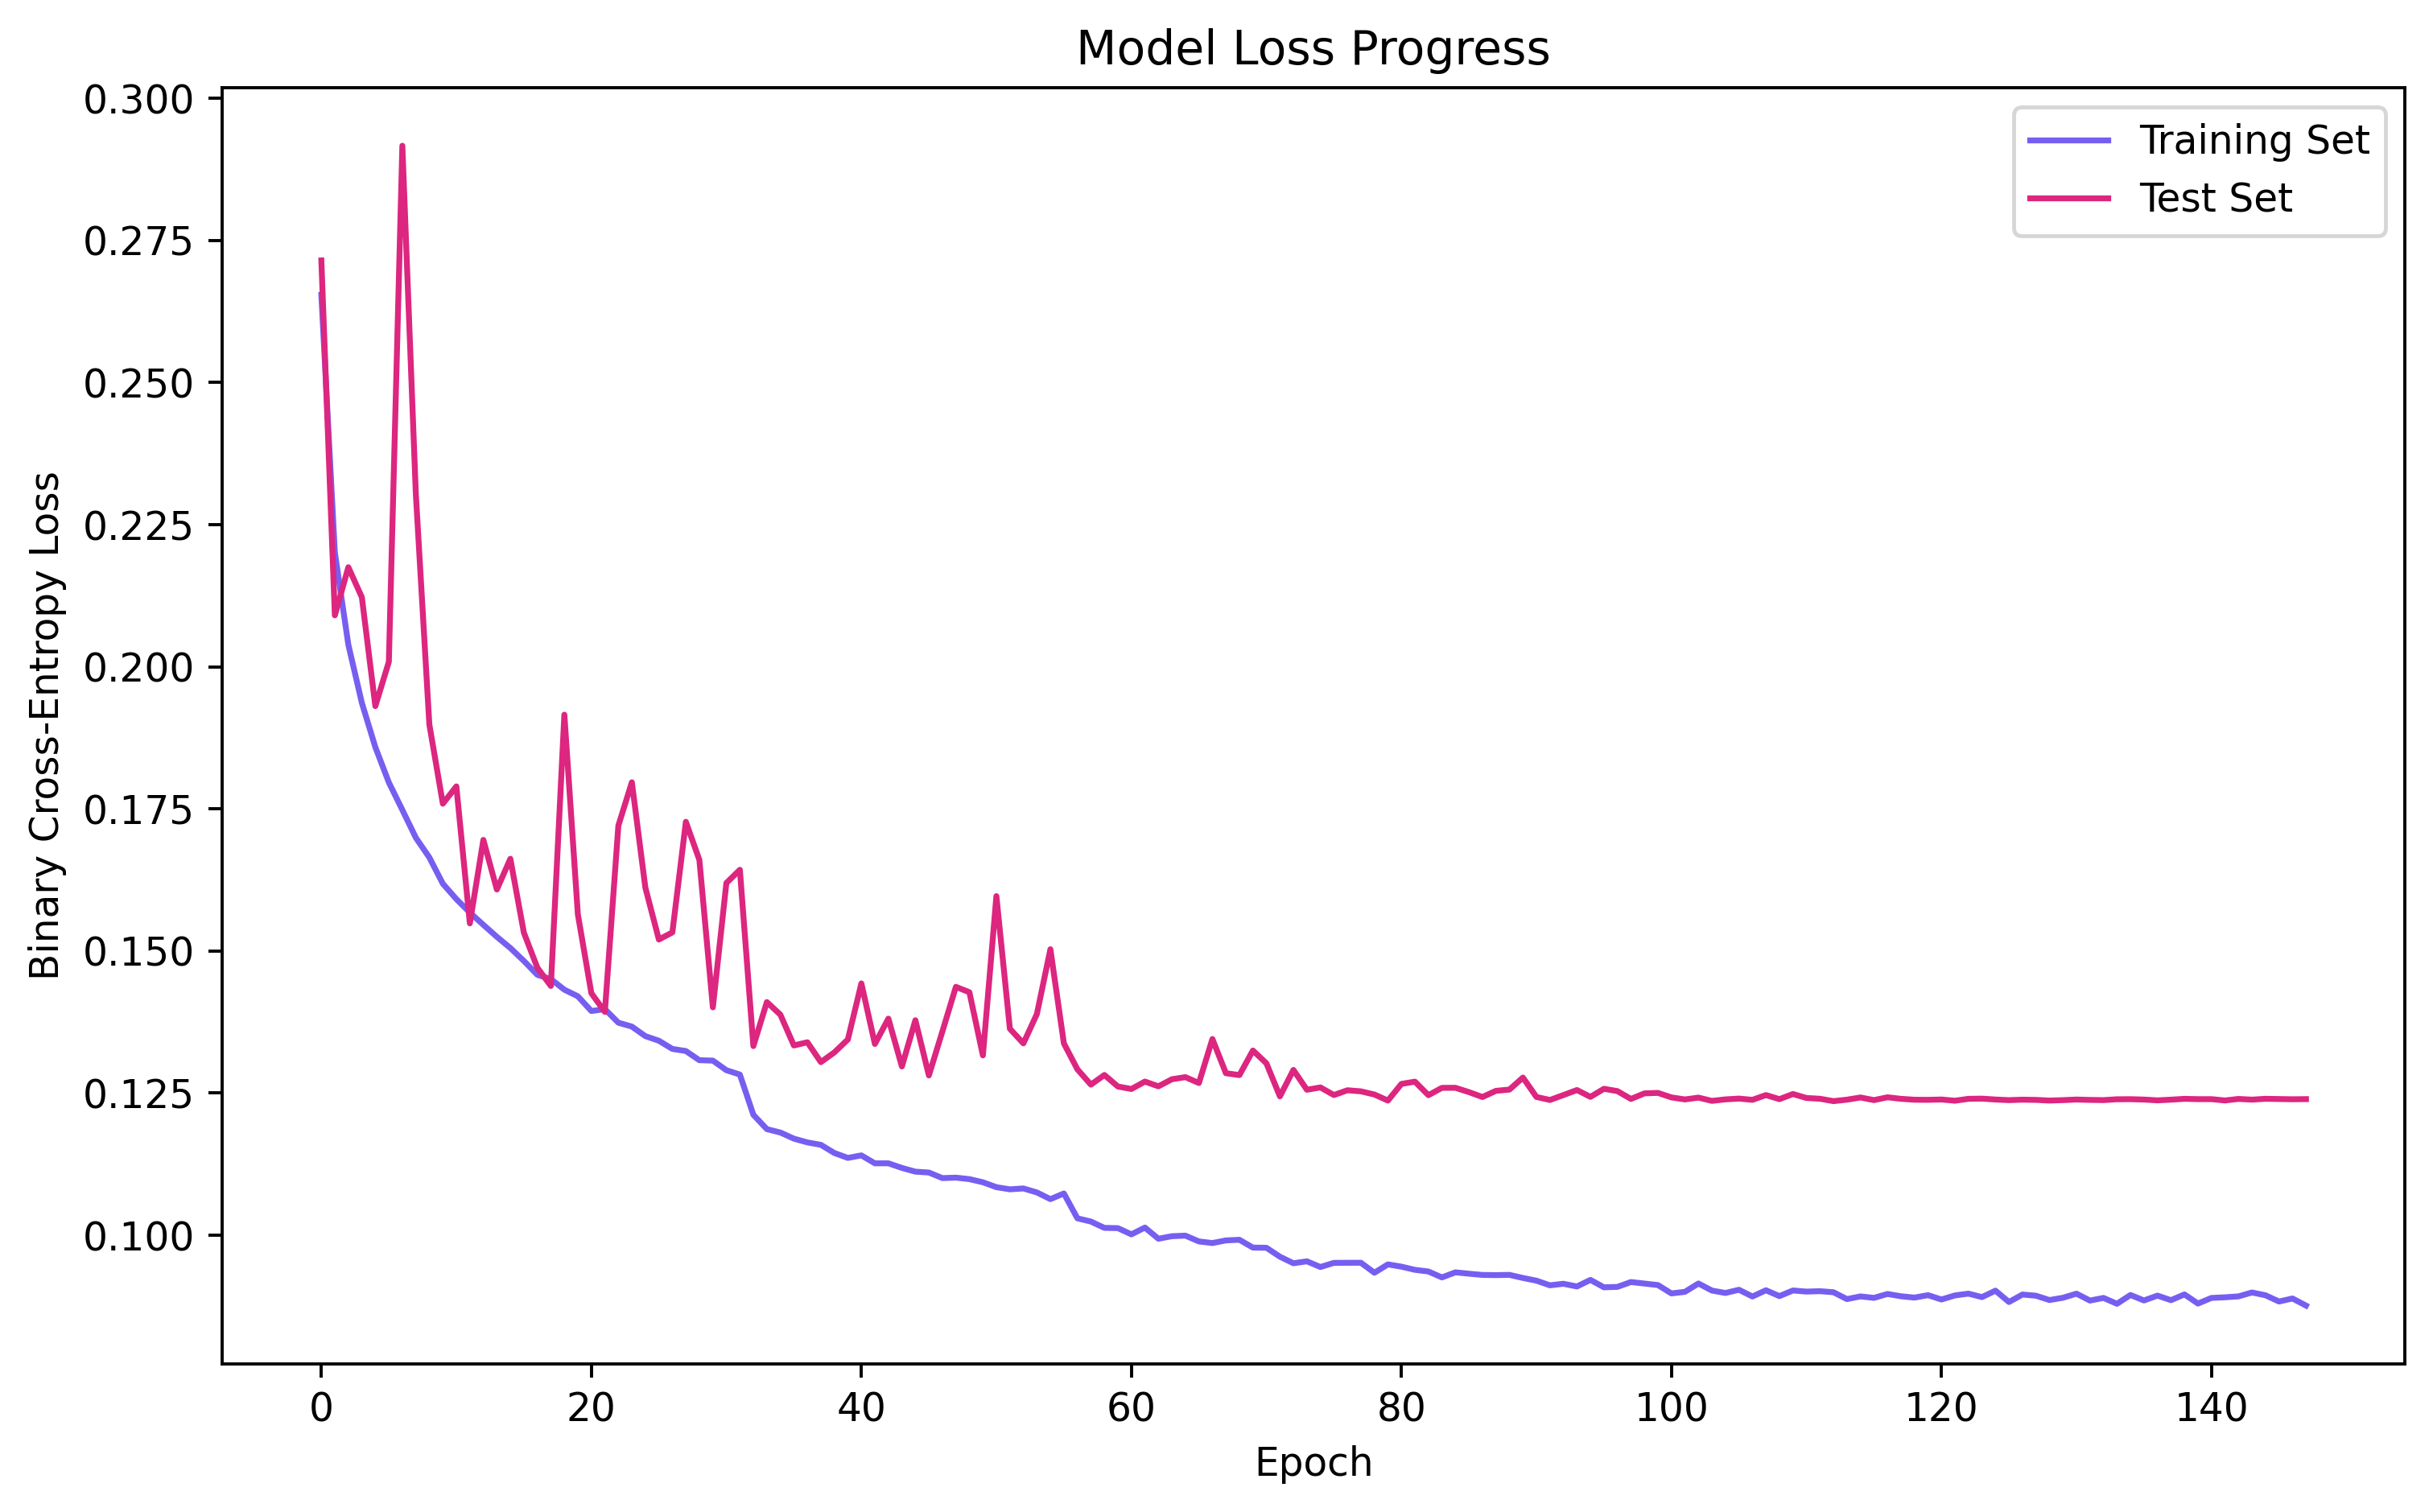 Model Loss Progress
Training Set
Test Set
Binary Cross-Entropy Loss
0.300
0.275
0.250
0.225
0.200
0.175
0.150
0.125
0.100
0 20 40 60 80 100 120 140
Epoch